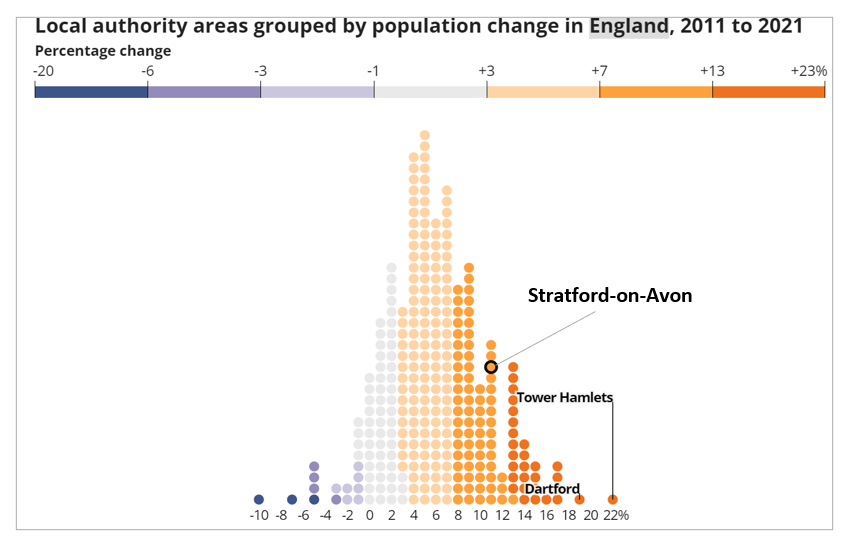 Local authority areas grouped by population change in England, 2011 to 2021
Percentage change
-20 -6 -3 -1 +3 +7 +13 +23%
Stratford-on-Avon
Tower Hamlets
Dartford
-10 -8 -6 -4 -2 0 2 4 6 8 10 12 14 16 18 20 22%